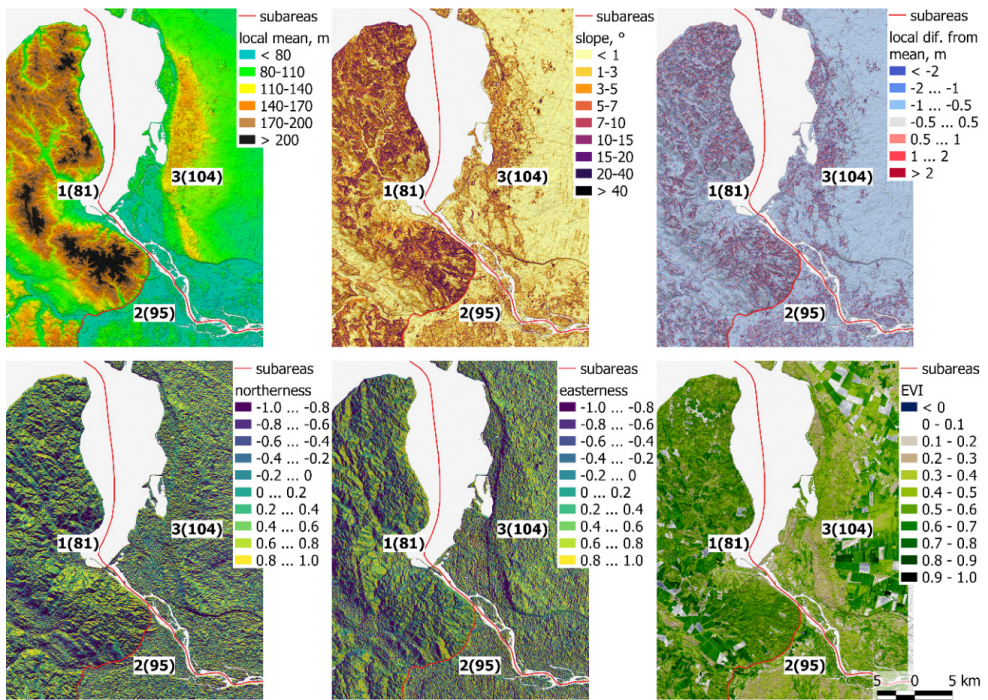 subareas
local mean, m
< 80
80-110
110-140
140-170
170-200
> 200
1(81)
3(104)
2(95)
subareas
slope, °
< 1
1-3
3-5
5-7
7-10
10-15
15-20
20-40
> 40
1(81)
3(104)
2(95)
subareas
local dif. from
mean, m
< -2
-2 ... -1
-1 ... -0.5
-0.5 ... 0.5
0.5 ... 1
1 ... 2
> 2
1(81)
3(104)
2(95)
subareas
northerness
-1.0 ... -0.8
-0.8 ... -0.6
-0.6 ... -0.4
-0.4 ... -0.2
-0.2 ... 0
0 ... 0.2
0.2 ... 0.4
0.4 ... 0.6
0.6 ... 0.8
0.8 ... 1.0
1(81)
3(104)
2(95)
subareas
easterness
-1.0 ... -0.8
-0.8 ... -0.6
-0.6 ... -0.4
-0.4 ... -0.2
-0.2 ... 0
0 ... 0.2
0.2 ... 0.4
0.4 ... 0.6
0.6 ... 0.8
0.8 ... 1.0
1(81)
3(104)
2(95)
subareas
EVI
< 0
0 - 0.1
0.1 - 0.2
0.2 - 0.3
0.3 - 0.4
0.4 - 0.5
0.5 - 0.6
0.6 - 0.7
0.7 - 0.8
0.8 - 0.9
0.9 - 1.0
1(81)
3(104)
2(95)
5 0 5 km